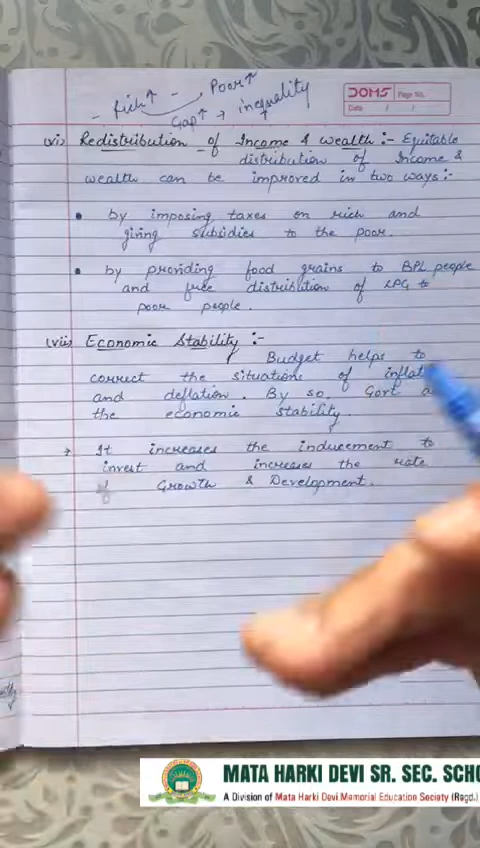 - Rich↑ - Poor↑
Gap↑ → inequality
DOMS Page No.
Date / /
(vi) Redistribution of Income & Wealth :- Equitable
distribution of Income &
wealth can be improved in two ways :-
• by imposing taxes on rich and
giving subsidies to the poor.
• by providing food grains to BPL people
and free distribution of LPG to
poor people.
(vii) Economic Stability :-
Budget helps to
correct the situations of inflat
and deflation. By so, Govt a
the economic stability.
→ It increases the inducement to
invest and increases the rate
of Growth & Development.
MATA HARKI DEVI SR. SEC. SCHO
A Division of Mata Harki Devi Memorial Education Society (Regd.)